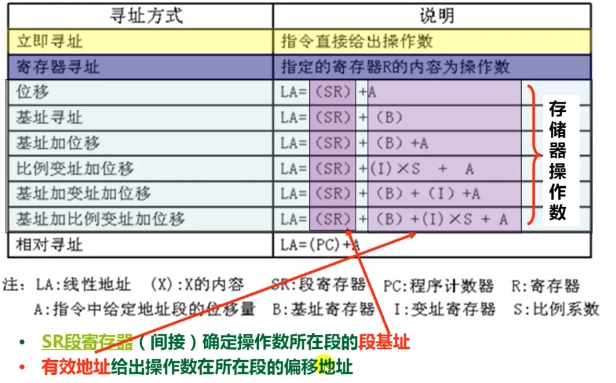 寻址方式 说明
立即寻址 指令直接给出操作数
寄存器寻址 指定的寄存器R的内容为操作数
位移 LA=（SR）+A
基址寻址 LA=（SR）+（B）
基址加位移 LA=（SR）+（B）+A
比例变址加位移 LA=（SR）+(I)×S + A
基址加变址加位移 LA=（SR）+（B）+（I）+A
基址加比例变址加位移 LA=（SR）+（B）+(I)×S + A
相对寻址 LA=(PC)+A
存储器操作数
注：LA:线性地址 (X):X的内容 SR:段寄存器 PC:程序计数器 R:寄存器
A:指令中给定地址段的位移量 B:基址寄存器 I:变址寄存器 S:比例系数
• SR段寄存器（间接）确定操作数所在段的段基址
• 有效地址给出操作数在所在段的偏移地址